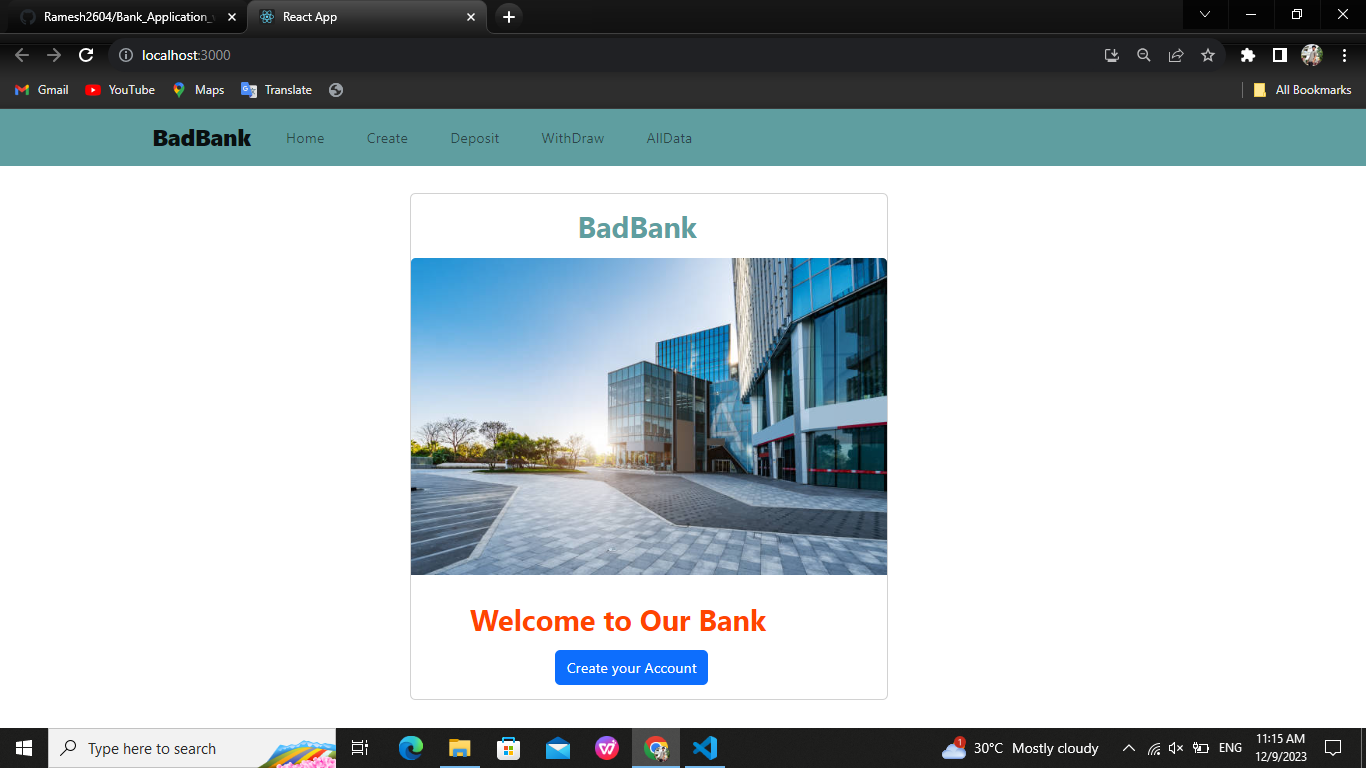 Ramesh2604/Bank_Application_
React App
localhost:3000
Gmail YouTube Maps Translate All Bookmarks
BadBank Home Create Deposit WithDraw AllData
BadBank
Welcome to Our Bank
Create your Account
Type here to search
1
30°C Mostly cloudy
ENG
11:15 AM
12/9/2023